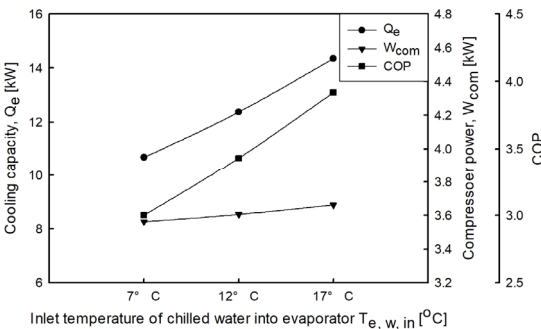 Qe
Wcom
COP
16
14
12
10
8
6
Cooling capacity, Qe [kW]
4.8
4.6
4.4
4.2
4.0
3.8
3.6
3.4
3.2
Compressoer power, Wcom [kW]
4.5
4.0
3.5
3.0
2.5
COP
7° C 12° C 17° C
Inlet temperature of chilled water into evaporator Te, w, in [°C]